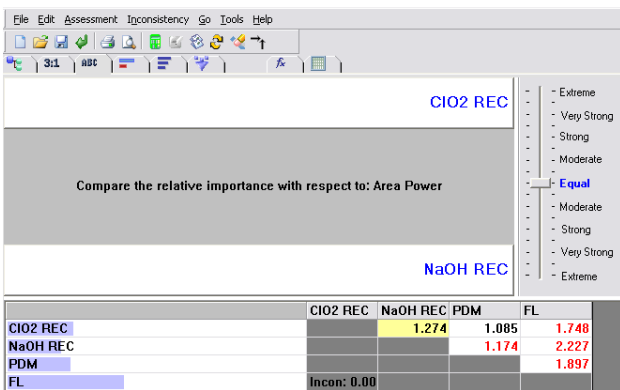 File Edit Assessment Inconsistency Go Tools Help
3:1 ABC fx
ClO2 REC
Extreme
Very Strong
Strong
Moderate
Compare the relative importance with respect to: Area Power
Equal
Moderate
Strong
Very Strong
NaOH REC
Extreme
ClO2 REC NaOH REC PDM FL
ClO2 REC 1.274 1.085 1.748
NaOH REC 1.174 2.227
PDM 1.897
FL Incon: 0.00